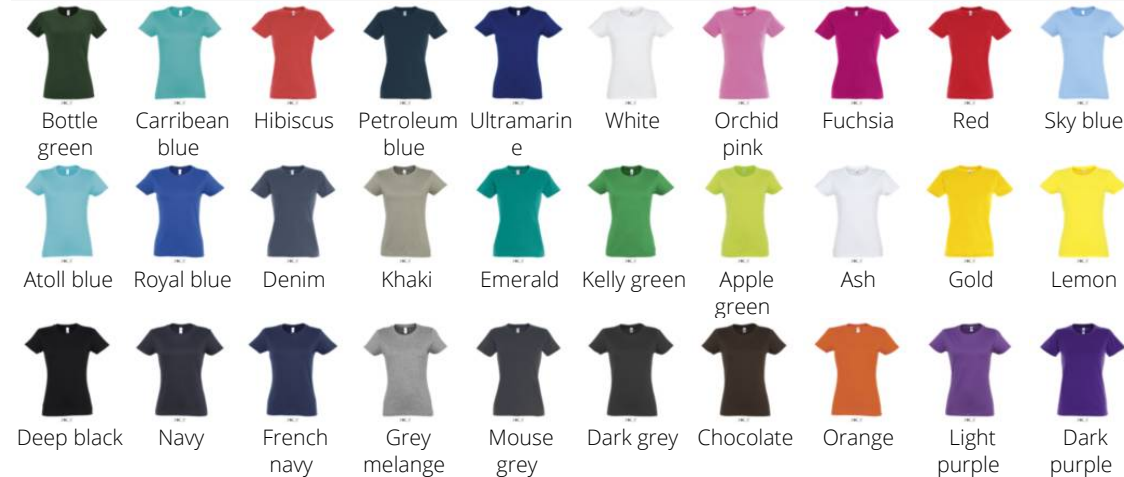 Bottle green
Carribean blue
Hibiscus
Petroleum blue
Ultramarin
e
White
Orchid pink
Fuchsia
Red
Sky blue
Atoll blue
Royal blue
Denim
Khaki
Emerald
Kelly green
Apple green
Ash
Gold
Lemon
Deep black
Navy
French navy
Grey melange
Mouse grey
Dark grey
Chocolate
Orange
Light purple
Dark purple